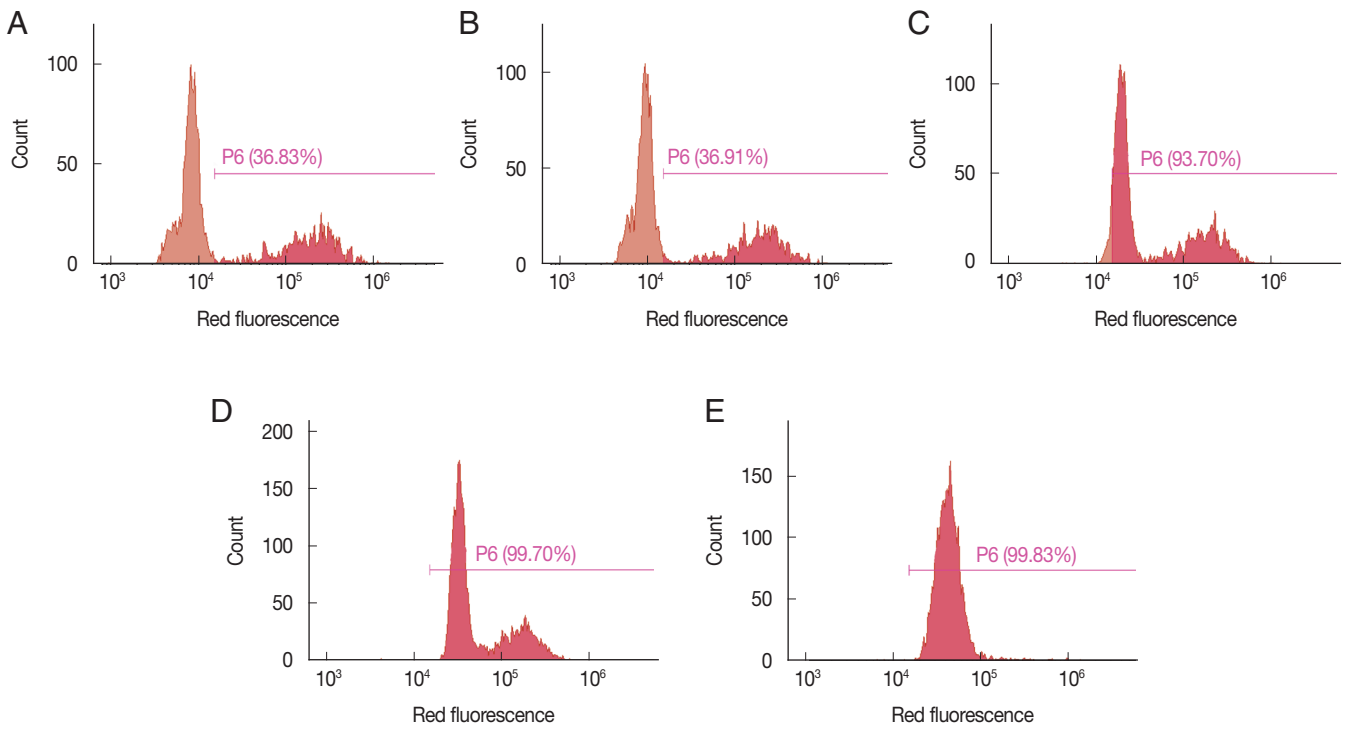 A
Count
100
50
0
P6 (36.83%)
10³ 10⁴ 10⁵ 10⁶
Red fluorescence
B
Count
100
50
0
P6 (36.91%)
10³ 10⁴ 10⁵ 10⁶
Red fluorescence
C
Count
100
50
0
P6 (93.70%)
10³ 10⁴ 10⁵ 10⁶
Red fluorescence
D
Count
200
150
100
50
0
P6 (99.70%)
10³ 10⁴ 10⁵ 10⁶
Red fluorescence
E
Count
150
100
50
0
P6 (99.83%)
10³ 10⁴ 10⁵ 10⁶
Red fluorescence